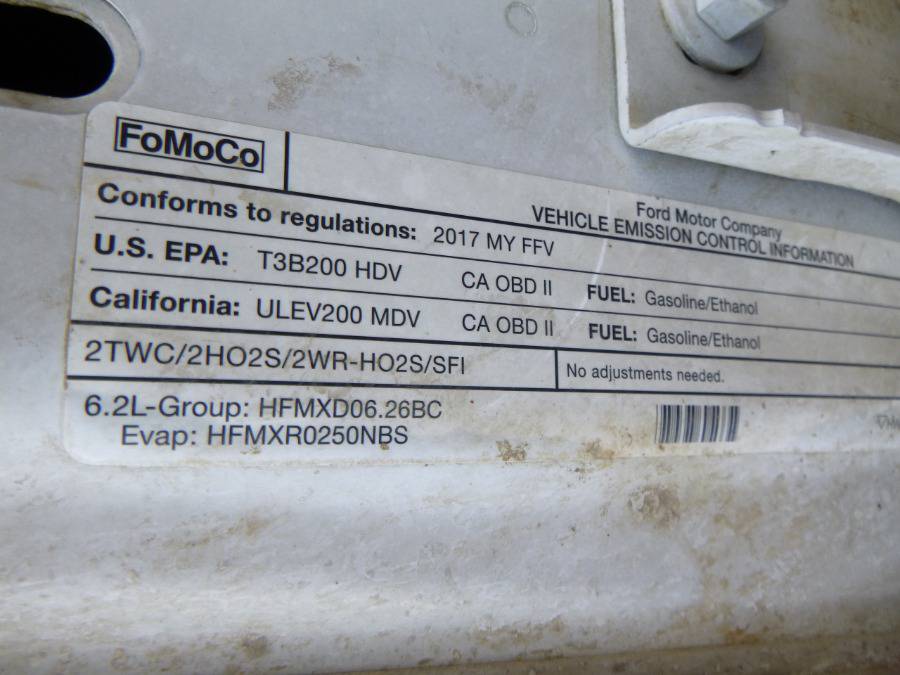 FoMoCo
Ford Motor Company
VEHICLE EMISSION CONTROL INFORMATION
Conforms to regulations: 2017 MY FFV
U.S. EPA: T3B200 HDV CA OBD II FUEL: Gasoline/Ethanol
California: ULEV200 MDV CA OBD II FUEL: Gasoline/Ethanol
2TWC/2HO2S/2WR-HO2S/SFI
No adjustments needed.
6.2L-Group: HFMXD06.26BC
Evap: HFMXR0250NBS